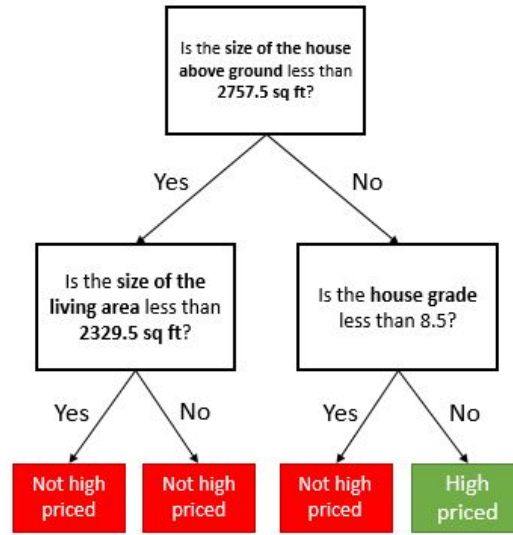 Is the size of the house
above ground less than
2757.5 sq ft?
Yes
No
Is the size of the
living area less than
2329.5 sq ft?
Is the house grade
less than 8.5?
Yes
No
Yes
No
Not high
priced
Not high
priced
Not high
priced
High
priced